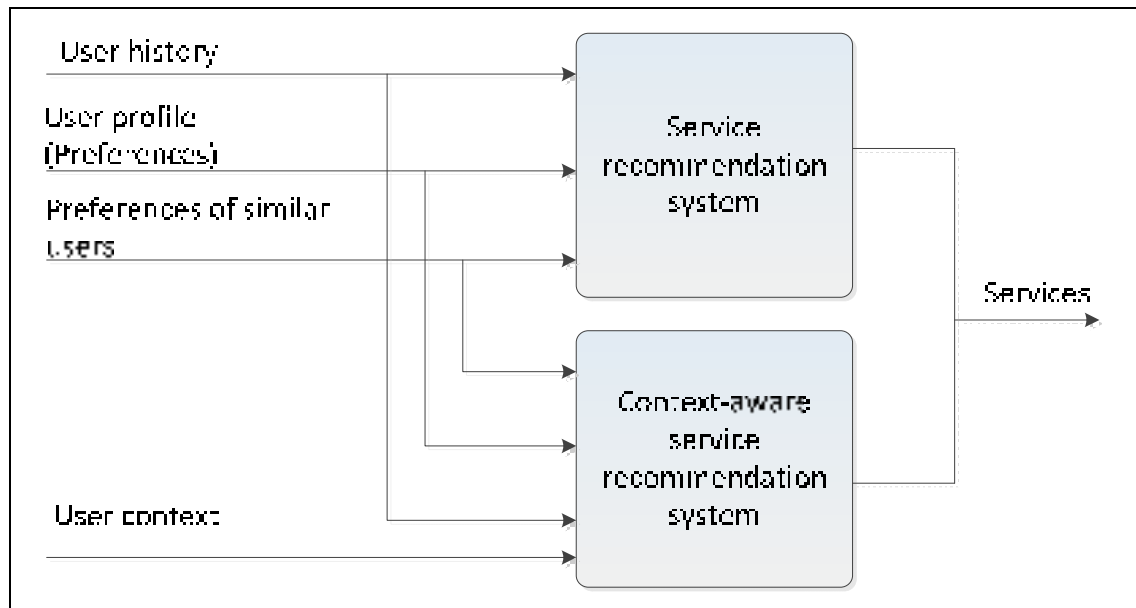 User history
User profile
(Preferences)
Preferences of similar
users
Service
recommendation
system
Services
Context-aware
service
recommendation
system
User context